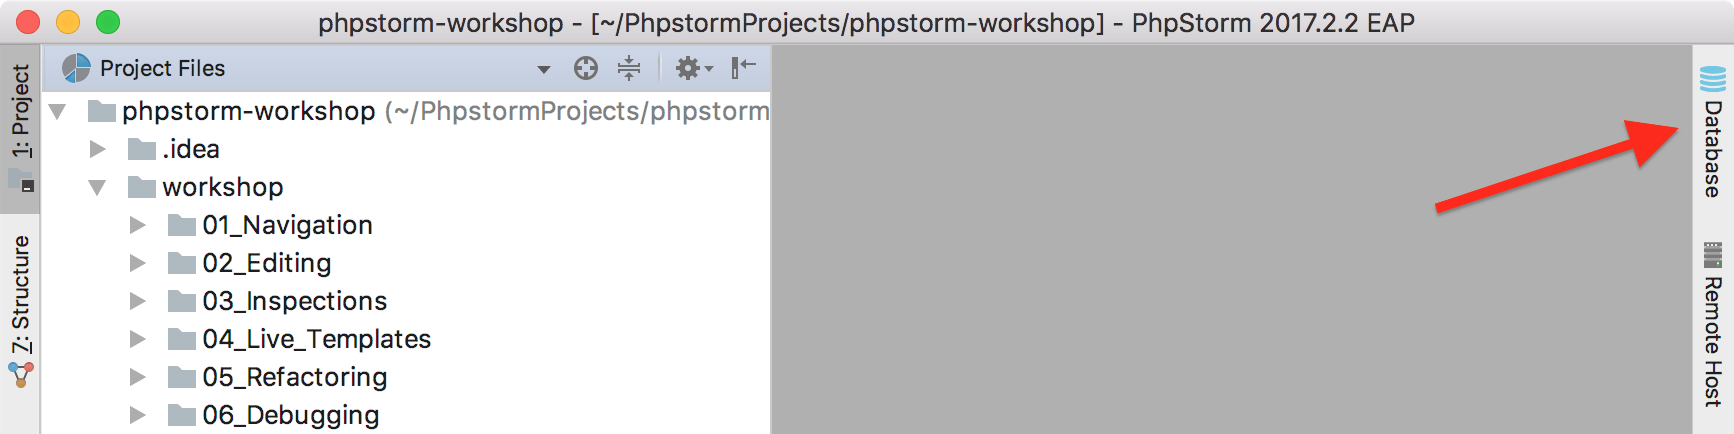 phpstorm-workshop - [~/PhpstormProjects/phpstorm-workshop] - PhpStorm 2017.2.2 EAP
1: Project
7: Structure
Project Files
phpstorm-workshop (~/PhpstormProjects/phpstorm
.idea
workshop
01_Navigation
02_Editing
03_Inspections
04_Live_Templates
05_Refactoring
06_Debugging
Database
Remote Host